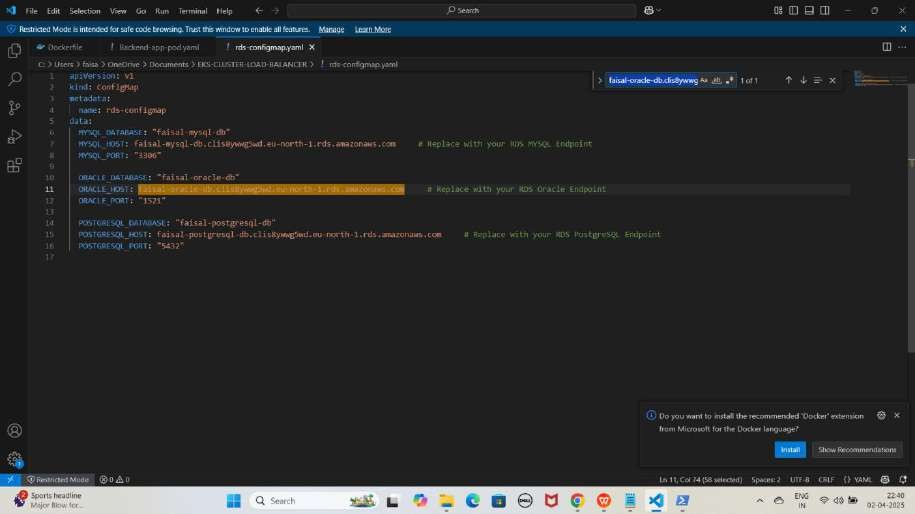 File Edit Selection View Go Run Terminal Help
Search
Restricted Mode is intended for safe code browsing. Trust this window to enable all features. Manage Learn More
Dockerfile
Backend-app-pod.yaml
rds-configmap.yaml
C: > Users > faisa > OneDrive > Documents > EKS-CLUSTER-LOAD-BALANCER > rds-configmap.yaml
faisal-oracle-db.clis8ywwg Aa ab 1 of 1
1 apiVersion: v1
2 kind: ConfigMap
3 metadata:
4 name: rds-configmap
5 data:
6 MYSQL_DATABASE: "faisal-mysql-db"
7 MYSQL_HOST: faisal-mysql-db.clis8ywwg5wd.eu-north-1.rds.amazonaws.com # Replace with your RDS MYSQL Endpoint
8 MYSQL_PORT: "3306"
9
10 ORACLE_DATABASE: "faisal-oracle-db"
11 ORACLE_HOST: faisal-oracle-db.clis8ywwg5wd.eu-north-1.rds.amazonaws.com # Replace with your RDS Oracle Endpoint
12 ORACLE_PORT: "1521"
13
14 POSTGRESQL_DATABASE: "faisal-postgresql-db"
15 POSTGRESQL_HOST: faisal-postgresql-db.clis8ywwg5wd.eu-north-1.rds.amazonaws.com # Replace with your RDS PostgreSQL Endpoint
16 POSTGRESQL_PORT: "5432"
17
Do you want to install the recommended 'Docker' extension
from Microsoft for the Docker language?
Install Show Recommendations
1
Restricted Mode 0 0 Ln 11, Col 74 (58 selected) Spaces: 2 UTF-8 CRLF {} YAML
2
Sports headline
Major Blow for...
Search
DELL
ENG
IN
22:40
02-04-2025